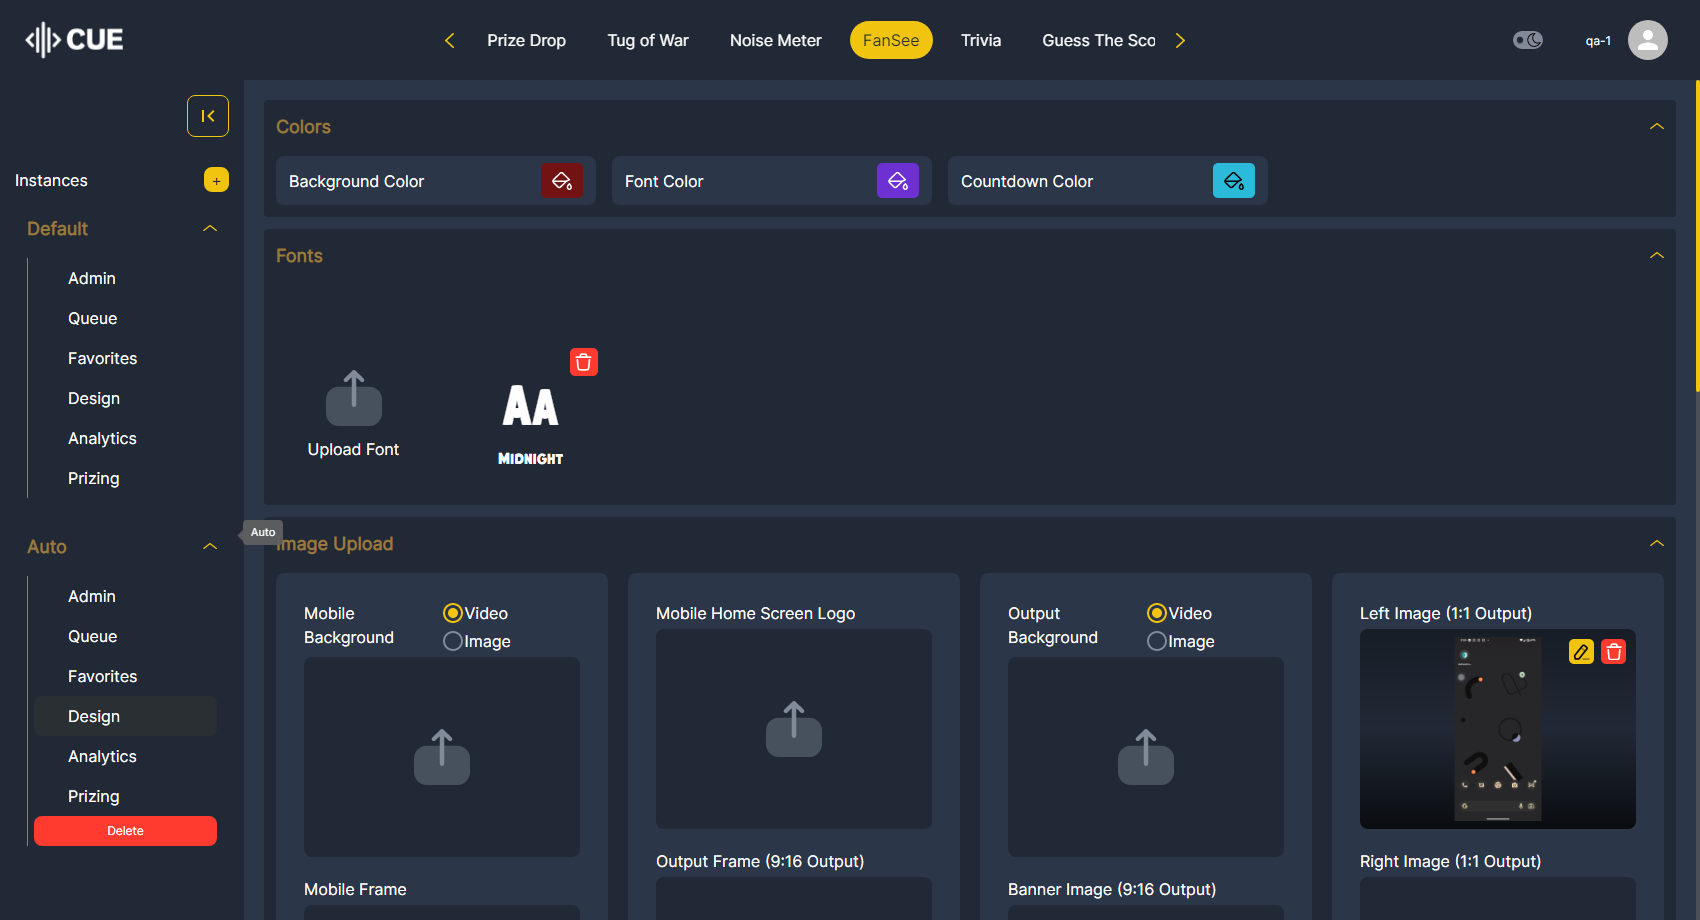 CUE
Prize Drop
Tug of War
Noise Meter
FanSee
Trivia
Guess The Sco
qa-1
Instances
+
Default
Admin
Queue
Favorites
Design
Analytics
Prizing
Auto
Admin
Queue
Favorites
Design
Analytics
Prizing
Delete
Auto
Colors
Background Color
Font Color
Countdown Color
Fonts
Upload Font
AA
MIDNIGHT
Image Upload
Mobile
Background
Video
Image
Mobile Home Screen Logo
Output
Background
Video
Image
Left Image (1:1 Output)
Mobile Frame
Output Frame (9:16 Output)
Banner Image (9:16 Output)
Right Image (1:1 Output)